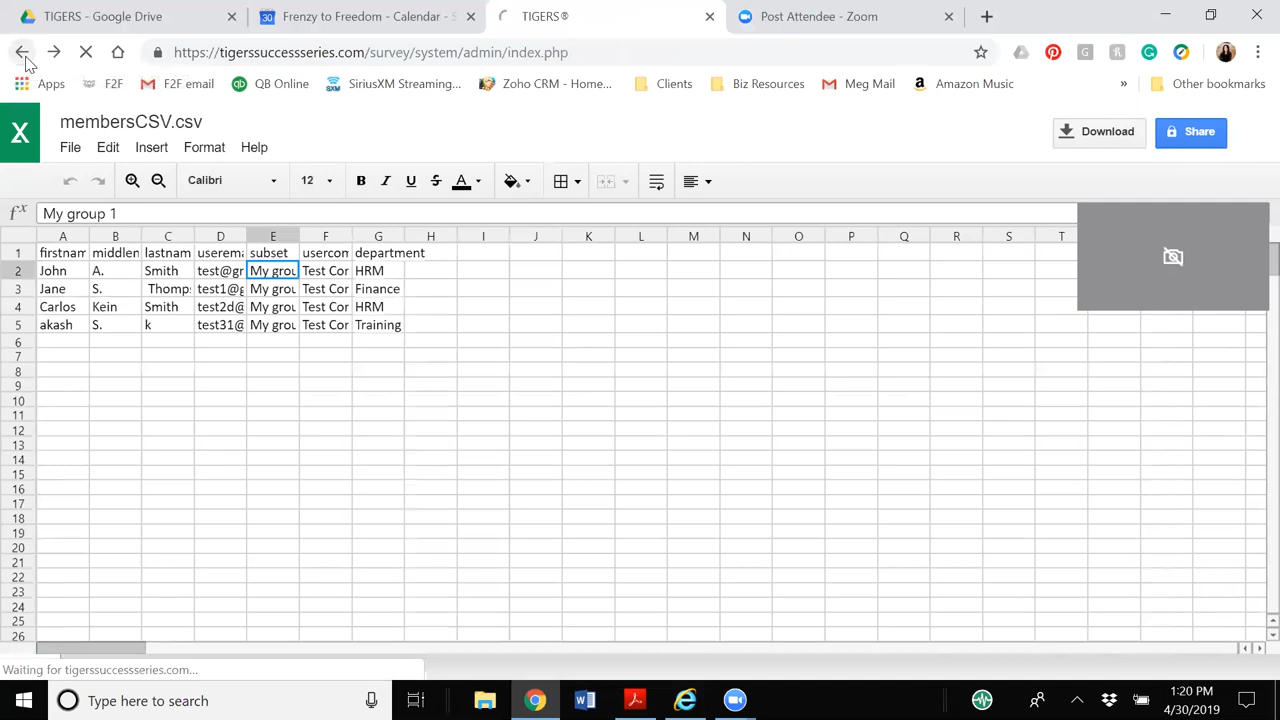 TIGERS - Google Drive
Frenzy to Freedom - Calendar - S
TIGERS®
Post Attendee - Zoom
https://tigerssuccessseries.com/survey/system/admin/index.php
Apps F2F F2F email QB Online SiriusXM Streaming... Zoho CRM - Home... Clients Biz Resources Meg Mail Amazon Music » Other bookmarks
X membersCSV.csv
Download Share
File Edit Insert Format Help
Calibri 12 B I U S A
fx My group 1
A B C D E F G H I J K L M N O P Q R S T
1 firstnam middlen lastnam userema subset usercom department
2 John A. Smith test@gr My grou Test Cor HRM
3 Jane S. Thomp: test1@g My grou Test Cor Finance
4 Carlos Kein Smith test2d@ My grou Test Cor HRM
5 akash S. k test31@ My grou Test Cor Training
6
7
8
9
10
11
12
13
14
15
16
17
18
19
20
21
22
23
24
25
26
Waiting for tigerssuccessseries.com...
Type here to search
1:20 PM
4/30/2019